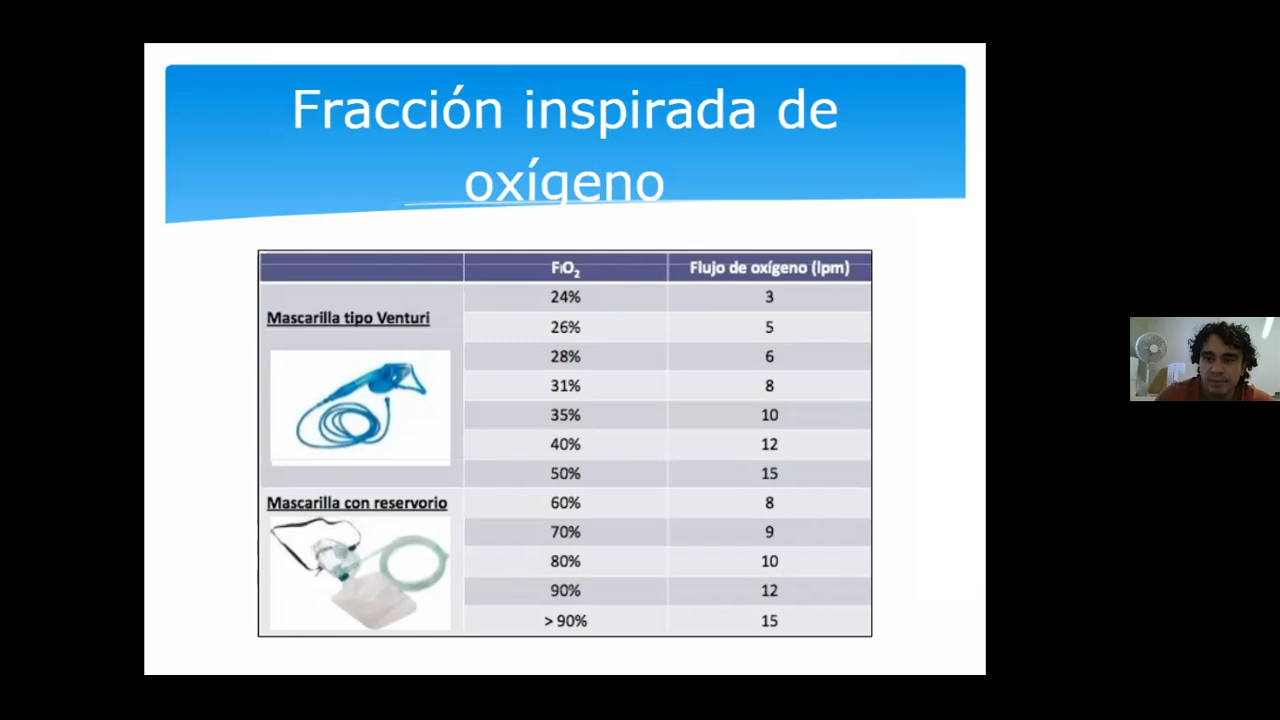 Fracción inspirada de
oxígeno
FiO2 Flujo de oxígeno (lpm)
Mascarilla tipo Venturi
24% 3
26% 5
28% 6
31% 8
35% 10
40% 12
50% 15
Mascarilla con reservorio
60% 8
70% 9
80% 10
90% 12
> 90% 15